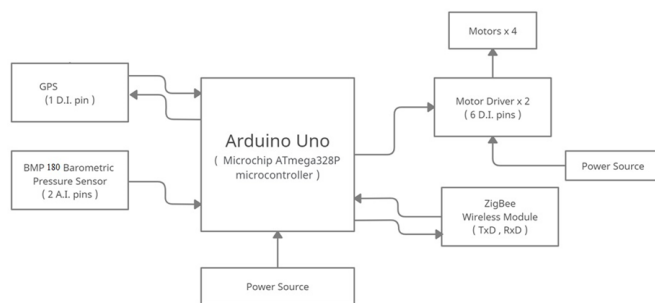 Motors x 4
GPS
(1 D.I. pin )
Motor Driver x 2
( 6 D.I. pins )
Arduino Uno
( Microchip ATmega328P
microcontroller )
BMP 180 Barometric
Pressure Sensor
( 2 A.I. pins )
Power Source
ZigBee
Wireless Module
( TxD , RxD )
Power Source